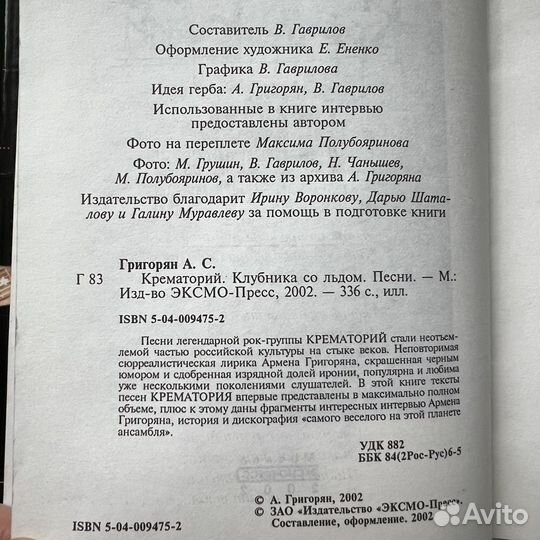 Составитель В. Гаврилов
Оформление художника Е. Ененко
Графика В. Гаврилова
Идея герба: А. Григорян, В. Гаврилов
Использованные в книге интервью
предоставлены автором
Фото на переплете Максима Полубояринова
Фото: М. Грушин, В. Гаврилов, Н. Чанышев,
М. Полубояринов, а также из архива А. Григоряна
Издательство благодарит Ирину Воронкову, Дарью Шата-
лову и Галину Муравлеву за помощь в подготовке книги
Григорян А. С.
Г 83 Крематорий. Клубника со льдом. Песни. — М.:
Изд-во ЭКСМО-Пресс, 2002. — 336 с., илл.
ISBN 5-04-009475-2
Песни легендарной рок-группы КРЕМАТОРИЙ стали неотъем-
лемой частью российской культуры на стыке веков. Неповторимая
сюрреалистическая лирика Армена Григоряна, скрашенная черным
юмором и сдобренная изрядной долей иронии, популярна и любима
уже несколькими поколениями слушателей. В этой книге тексты
песен КРЕМАТОРИЯ впервые представлены в максимально полном
объеме, плюс к этому даны фрагменты интересных интервью Армена
Григоряна, история и дискография «самого веселого на этой планете
ансамбля».
УДК 882
ББК 84(2Рос-Рус)6-5
© А. Григорян, 2002
© ЗАО «Издательство «ЭКСМО-Пресс».
ISBN 5-04-009475-2 Составление, оформление. 2002
Avito